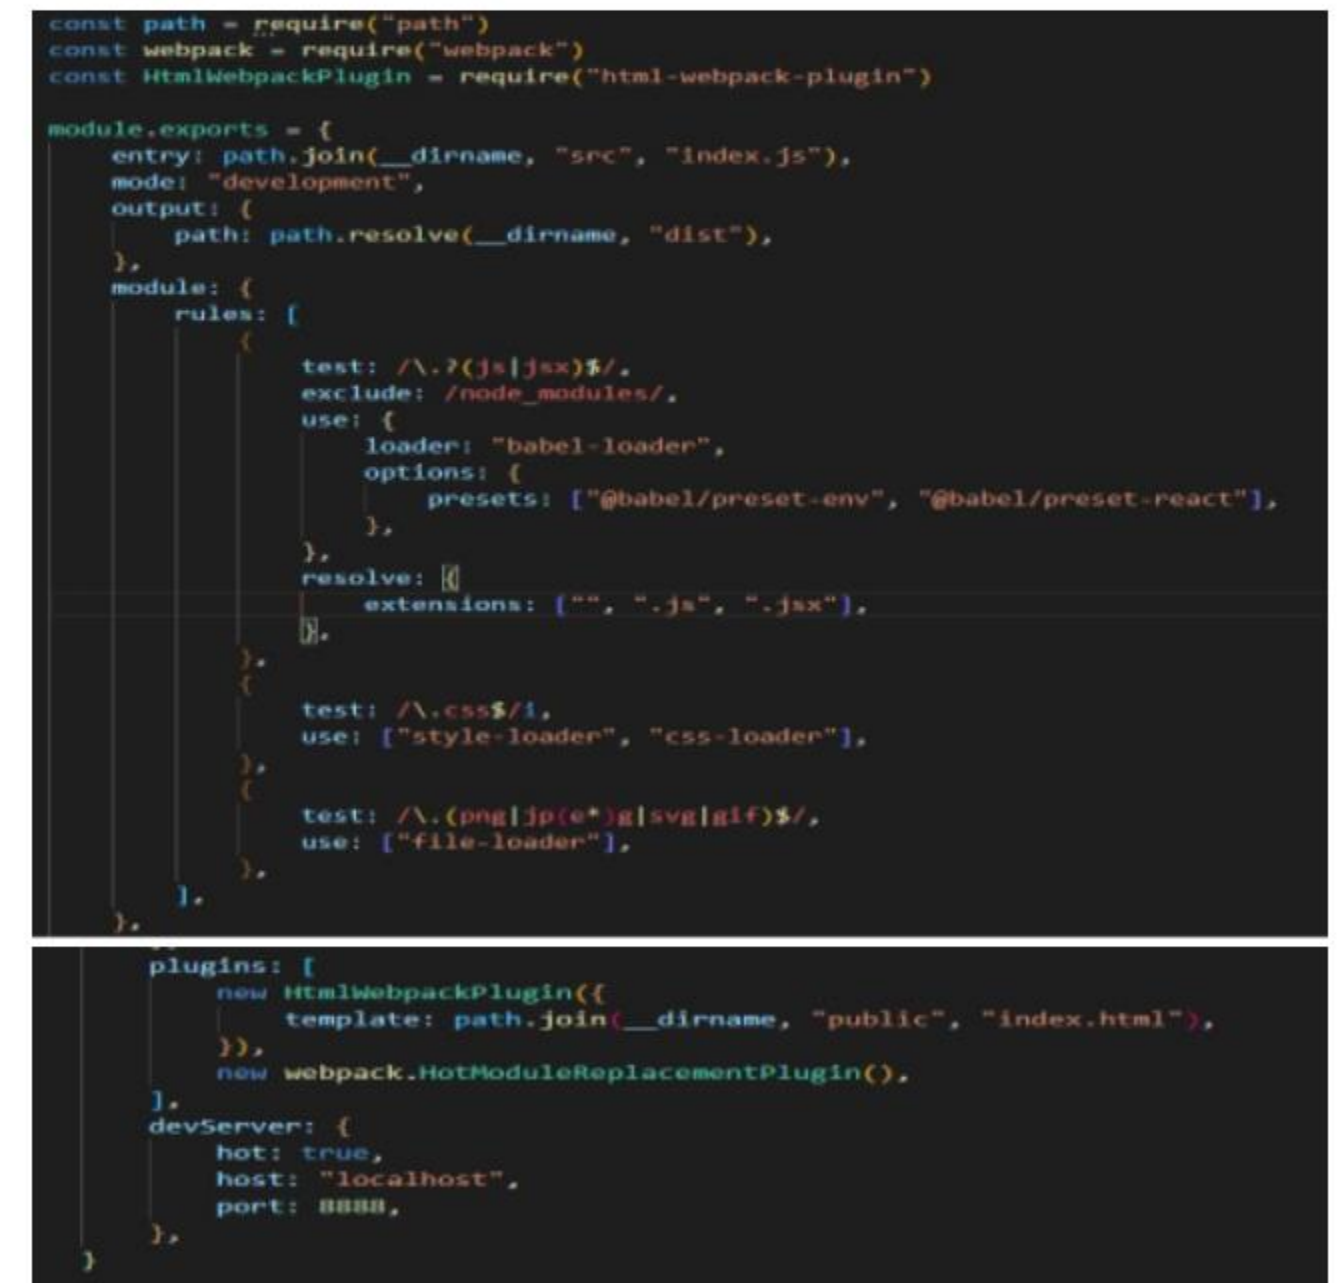 const path = require("path")
const webpack = require("webpack")
const HtmlWebpackPlugin = require("html-webpack-plugin")
module.exports = {
entry: path.join(__dirname, "src", "index.js"),
mode: "development",
output: {
path: path.resolve(__dirname, "dist"),
},
module: {
rules: [
{
test: /\.?(js|jsx)$/,
exclude: /node_modules/,
use: {
loader: "babel-loader",
options: {
presets: ["@babel/preset-env", "@babel/preset-react"],
},
},
resolve: {
extensions: ["", ".js", ".jsx"],
},
},
{
test: /\.css$/i,
use: ["style-loader", "css-loader"],
},
{
test: /\.(png|jp(e*)g|svg|gif)$/,
use: ["file-loader"],
},
],
},
plugins: [
new HtmlWebpackPlugin({
template: path.join(__dirname, "public", "index.html"),
}),
new webpack.HotModuleReplacementPlugin(),
],
devServer: {
hot: true,
host: "localhost",
port: 8888,
},
}